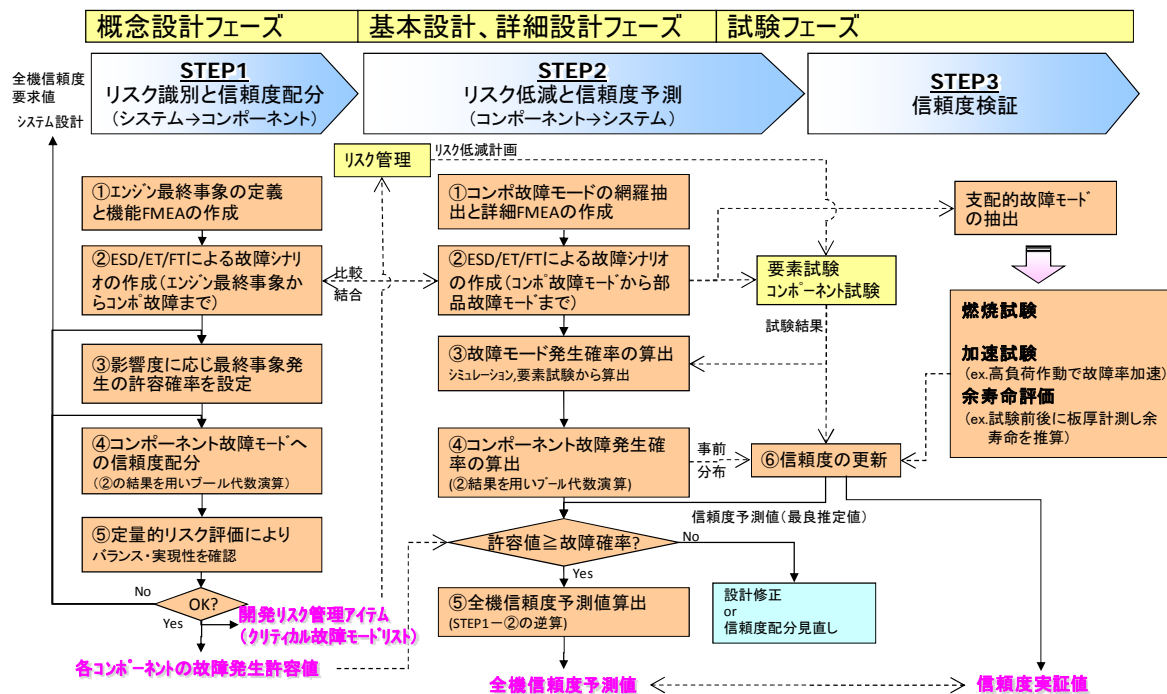 概念設計フェーズ
基本設計、詳細設計フェーズ
試験フェーズ
全機信頼度
要求値
システム設計
STEP1
リスク識別と信頼度配分
(システム→コンポーネント)
STEP2
リスク低減と信頼度予測
(コンポーネント→システム)
STEP3
信頼度検証
リスク管理
リスク低減計画
①エンジン最終事象の定義
と機能FMEAの作成
②ESD/ET/FTによる故障シナリ
オの作成(エンジン最終事象か
らコンポ故障まで)
③影響度に応じ最終事象発
生の許容確率を設定
④コンポーネント故障モードへ
の信頼度配分
(②の結果を用いブール代数演算)
⑤定量的リスク評価により
バランス・実現性を確認
OK?
No
Yes
開発リスク管理アイテム
(クリティカル故障モードリスト)
各コンポーネントの故障発生許容値
比較
結合
①コンポ故障モードの網羅抽
出と詳細FMEAの作成
②ESD/ET/FTによる故障シナリオ
の作成(コンポ故障モードから部
品故障モードまで)
③故障モード発生確率の算出
シミュレーション,要素試験から算出
④コンポーネント故障発生確
率の算出
(②結果を用いブール代数演算)
事前
分布
許容値≧故障確率?
No
Yes
⑤全機信頼度予測値算出
(STEP1-②の逆算)
全機信頼度予測値
要素試験
コンポーネント試験
試験結果
⑥信頼度の更新
信頼度予測値(最良推定値)
設計修正
or
信頼度配分見直し
支配的故障モード
の抽出
燃焼試験
加速試験
(ex.高負荷作動で故障率加速)
余寿命評価
(ex.試験前後に板厚計測し余
寿命を推算)
信頼度実証値